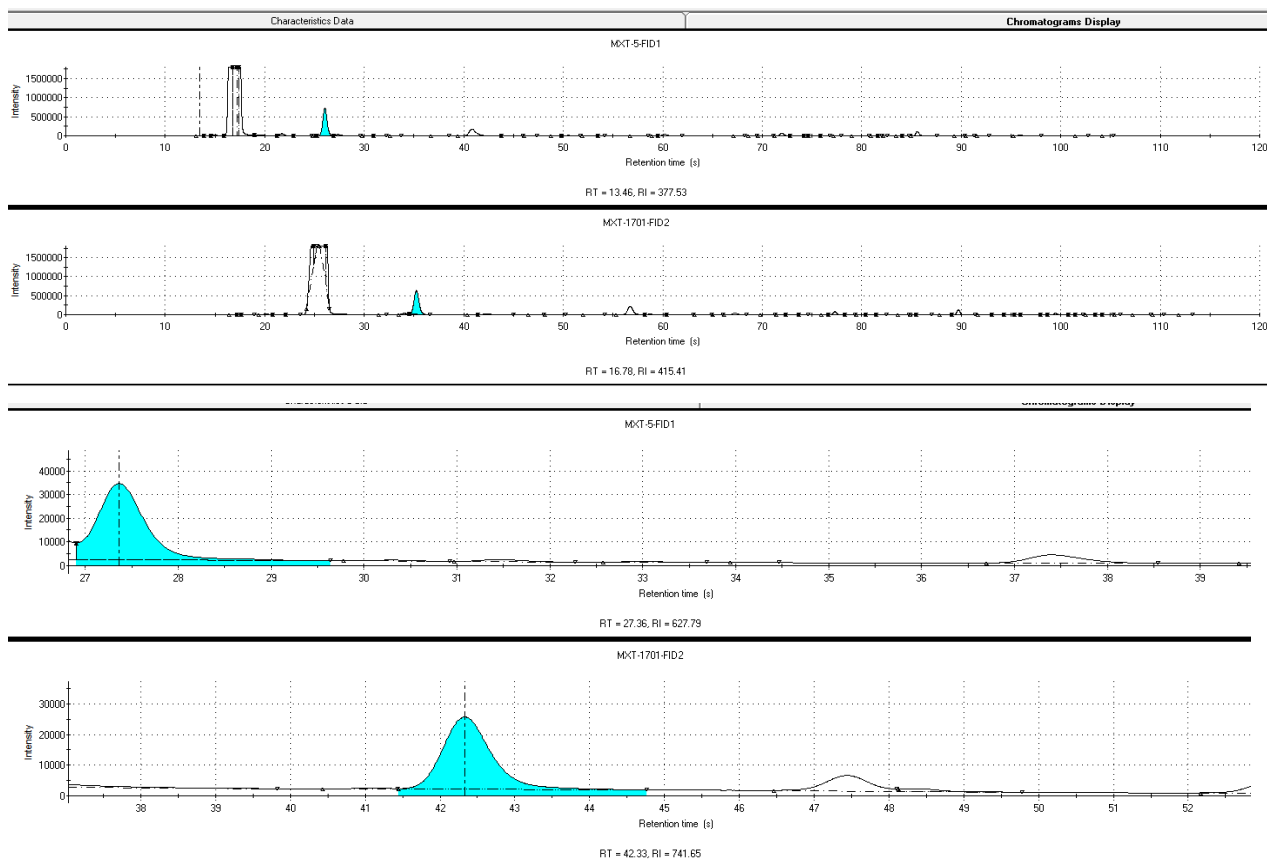 Characteristics Data Chromatograms Display
MXT-5-FID1
Intensity
1500000
1000000
500000
0
0 10 20 30 40 50 60 70 80 90 100 110 120
Retention time (s)
RT = 13.46, RI = 377.53
MXT-1701-FID2
Intensity
1500000
1000000
500000
0
0 10 20 30 40 50 60 70 80 90 100 110 120
Retention time (s)
RT = 16.78, RI = 415.41
Chromatograms Display
MXT-5-FID1
Intensity
40000
30000
20000
10000
0
27 28 29 30 31 32 33 34 35 36 37 38 39
Retention time (s)
RT = 27.36, RI = 627.79
MXT-1701-FID2
Intensity
30000
20000
10000
0
38 39 40 41 42 43 44 45 46 47 48 49 50 51 52
Retention time (s)
RT = 42.33, RI = 741.65